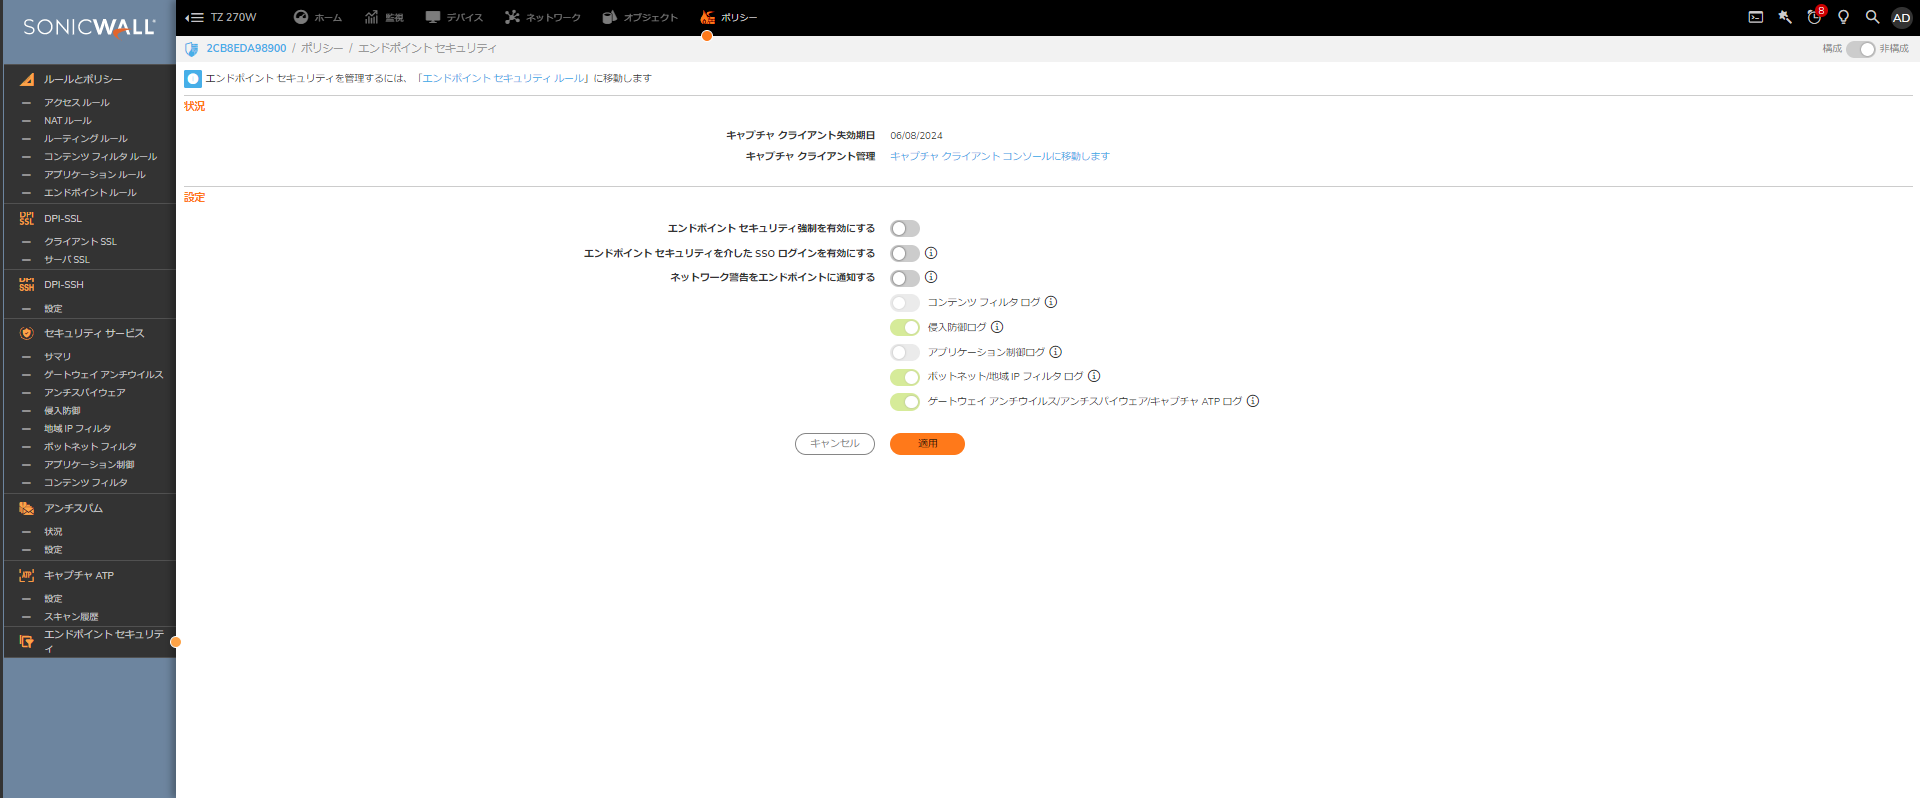 SONICWALL
TZ 270W
ホーム
監視
デバイス
ネットワーク
オブジェクト
ポリシー
8
AD
2CB8EDA98900 / ポリシー / エンドポイント セキュリティ
構成
非構成
エンドポイント セキュリティを管理するには、「エンドポイント セキュリティ ルール」に移動します
ルールとポリシー
アクセス ルール
NAT ルール
ルーティング ルール
コンテンツ フィルタ ルール
アプリケーション ルール
エンドポイント ルール
DPI-SSL
クライアント SSL
サーバ SSL
DPI-SSH
設定
セキュリティ サービス
サマリ
ゲートウェイ アンチウイルス
アンチスパイウェア
侵入防御
地域 IP フィルタ
ボットネット フィルタ
アプリケーション制御
コンテンツ フィルタ
アンチスパム
状況
設定
キャプチャ ATP
設定
スキャン履歴
エンドポイント セキュリテ
ィ
状況
キャプチャ クライアント失効期日 06/08/2024
キャプチャ クライアント管理 キャプチャ クライアント コンソールに移動します
設定
エンドポイント セキュリティ強制を有効にする
エンドポイント セキュリティを介した SSO ログインを有効にする
ネットワーク警告をエンドポイントに通知する
コンテンツ フィルタ ログ
侵入防御ログ
アプリケーション制御ログ
ボットネット/地域 IP フィルタ ログ
ゲートウェイ アンチウイルス/アンチスパイウェア/キャプチャ ATP ログ
キャンセル
適用